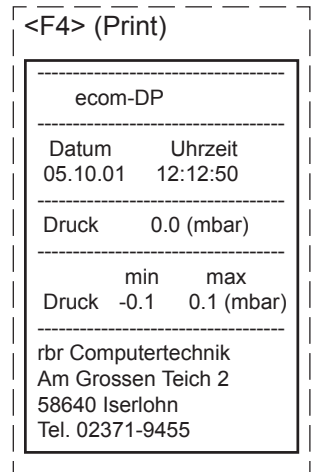 <F4> (Print)
-----------------------------------
ecom-DP
-----------------------------------
Datum Uhrzeit
05.10.01 12:12:50
-----------------------------------
Druck 0.0 (mbar)
-----------------------------------
min max
Druck -0.1 0.1 (mbar)
-----------------------------------
rbr Computertechnik
Am Grossen Teich 2
58640 Iserlohn
Tel. 02371-9455